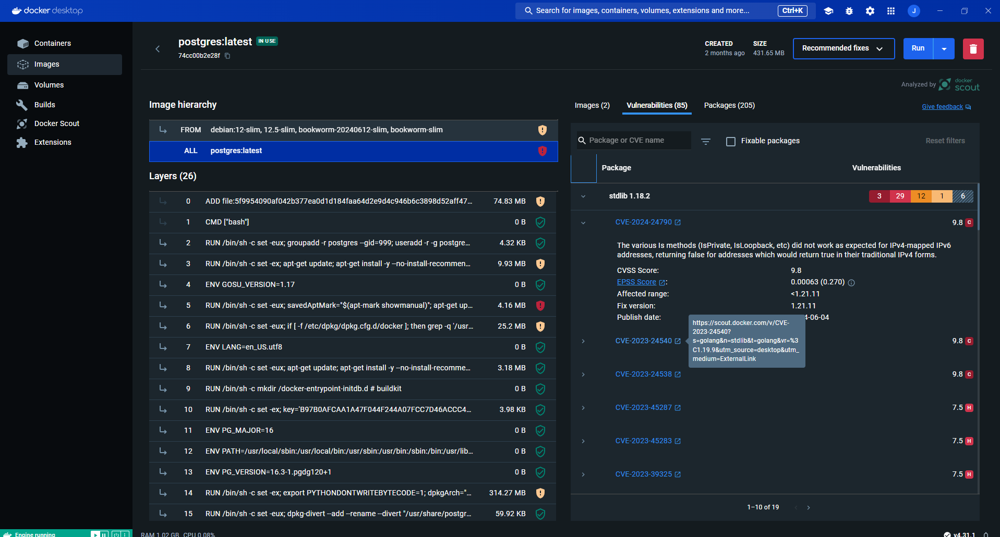 docker desktop
Search for images, containers, volumes, extensions and more...
Ctrl+K
J
Containers
Images
Volumes
Builds
Docker Scout
Extensions
postgres:latest
IN USE
74cc00b2e28f
CREATED
2 months ago
SIZE
431.65 MB
Recommended fixes
Run
Analyzed by docker scout
Image hierarchy
FROM debian:12-slim, 12.5-slim, bookworm-20240612-slim, bookworm-slim
ALL postgres:latest
Layers (26)
0 ADD file:5f9954090af042b377ea0d1d184faa64d2e9d4c946b6c3898d52aff47... 74.83 MB
1 CMD ["bash"] 0 B
2 RUN /bin/sh -c set -eux; groupadd -r postgres --gid=999; useradd -r -g postgre... 4.32 KB
3 RUN /bin/sh -c set -ex; apt-get update; apt-get install -y --no-install-recommen... 9.93 MB
4 ENV GOSU_VERSION=1.17 0 B
5 RUN /bin/sh -c set -eux; savedAptMark="$(apt-mark showmanual)"; apt-get up... 4.16 MB
6 RUN /bin/sh -c set -eux; if [ -f /etc/dpkg/dpkg.cfg.d/docker ]; then grep -q '/usr... 25.2 MB
7 ENV LANG=en_US.utf8 0 B
8 RUN /bin/sh -c set -eux; apt-get update; apt-get install -y --no-install-recomme... 3.18 MB
9 RUN /bin/sh -c mkdir /docker-entrypoint-initdb.d # buildkit 0 B
10 RUN /bin/sh -c set -ex; key='B97B0AFCAA1A47F044F244A07FCC7D46ACCC4... 3.98 KB
11 ENV PG_MAJOR=16 0 B
12 ENV PATH=/usr/local/sbin:/usr/local/bin:/usr/sbin:/usr/bin:/sbin:/bin:/usr/lib... 0 B
13 ENV PG_VERSION=16.3-1.pgdg120+1 0 B
14 RUN /bin/sh -c set -ex; export PYTHONDONTWRITEBYTECODE=1; dpkgArch="... 314.27 MB
15 RUN /bin/sh -c set -eux; dpkg-divert --add --rename --divert "/usr/share/postgr... 59.92 KB
Images (2)
Vulnerabilities (85)
Packages (205)
Give feedback
Package or CVE name
Fixable packages
Reset filters
Package
Vulnerabilities
stdlib 1.18.2 3 29 12 1 6
CVE-2024-24790 9.8 C
The various Is methods (IsPrivate, IsLoopback, etc) did not work as expected for IPv4-mapped IPv6
addresses, returning false for addresses which would return true in their traditional IPv4 forms.
CVSS Score: 9.8
EPSS Score: 0.00063 (0.270)
Affected range: <1.21.11
Fix version: 1.21.11
Publish date: 4-06-04
https://scout.docker.com/v/CVE-
2023-24540?
s=golang&n=stdlib&t=golang&vr=%3
C1.19.9&utm_source=desktop&utm_
medium=ExternalLink
CVE-2023-24540 9.8 C
CVE-2023-24538 9.8 C
CVE-2023-45287 7.5 H
CVE-2023-45283 7.5 H
CVE-2023-39325 7.5 H
1–10 of 19
Engine running
RAM 1.02 GB CPU 0.08%
v4.31.1